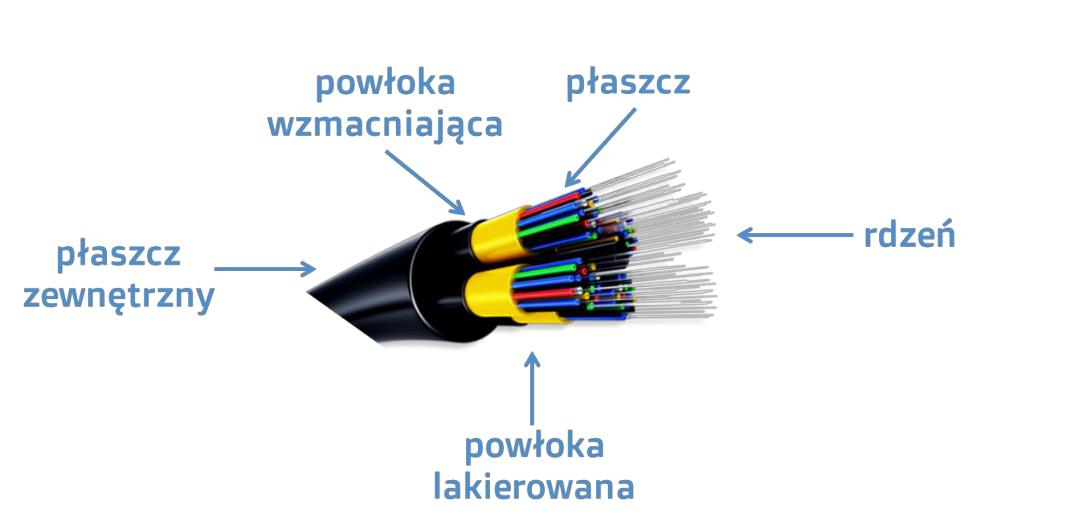 powłoka
wzmacniająca
płaszcz
płaszcz
zewnętrzny
rdzeń
powłoka
lakierowana